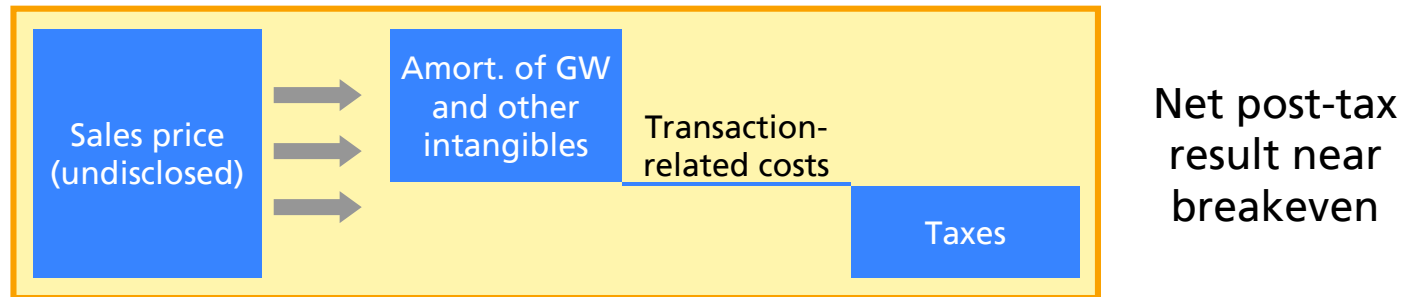 Sales price
(undisclosed)
Amort. of GW
and other
intangibles
Transaction-
related costs
Taxes
Net post-tax
result near
breakeven